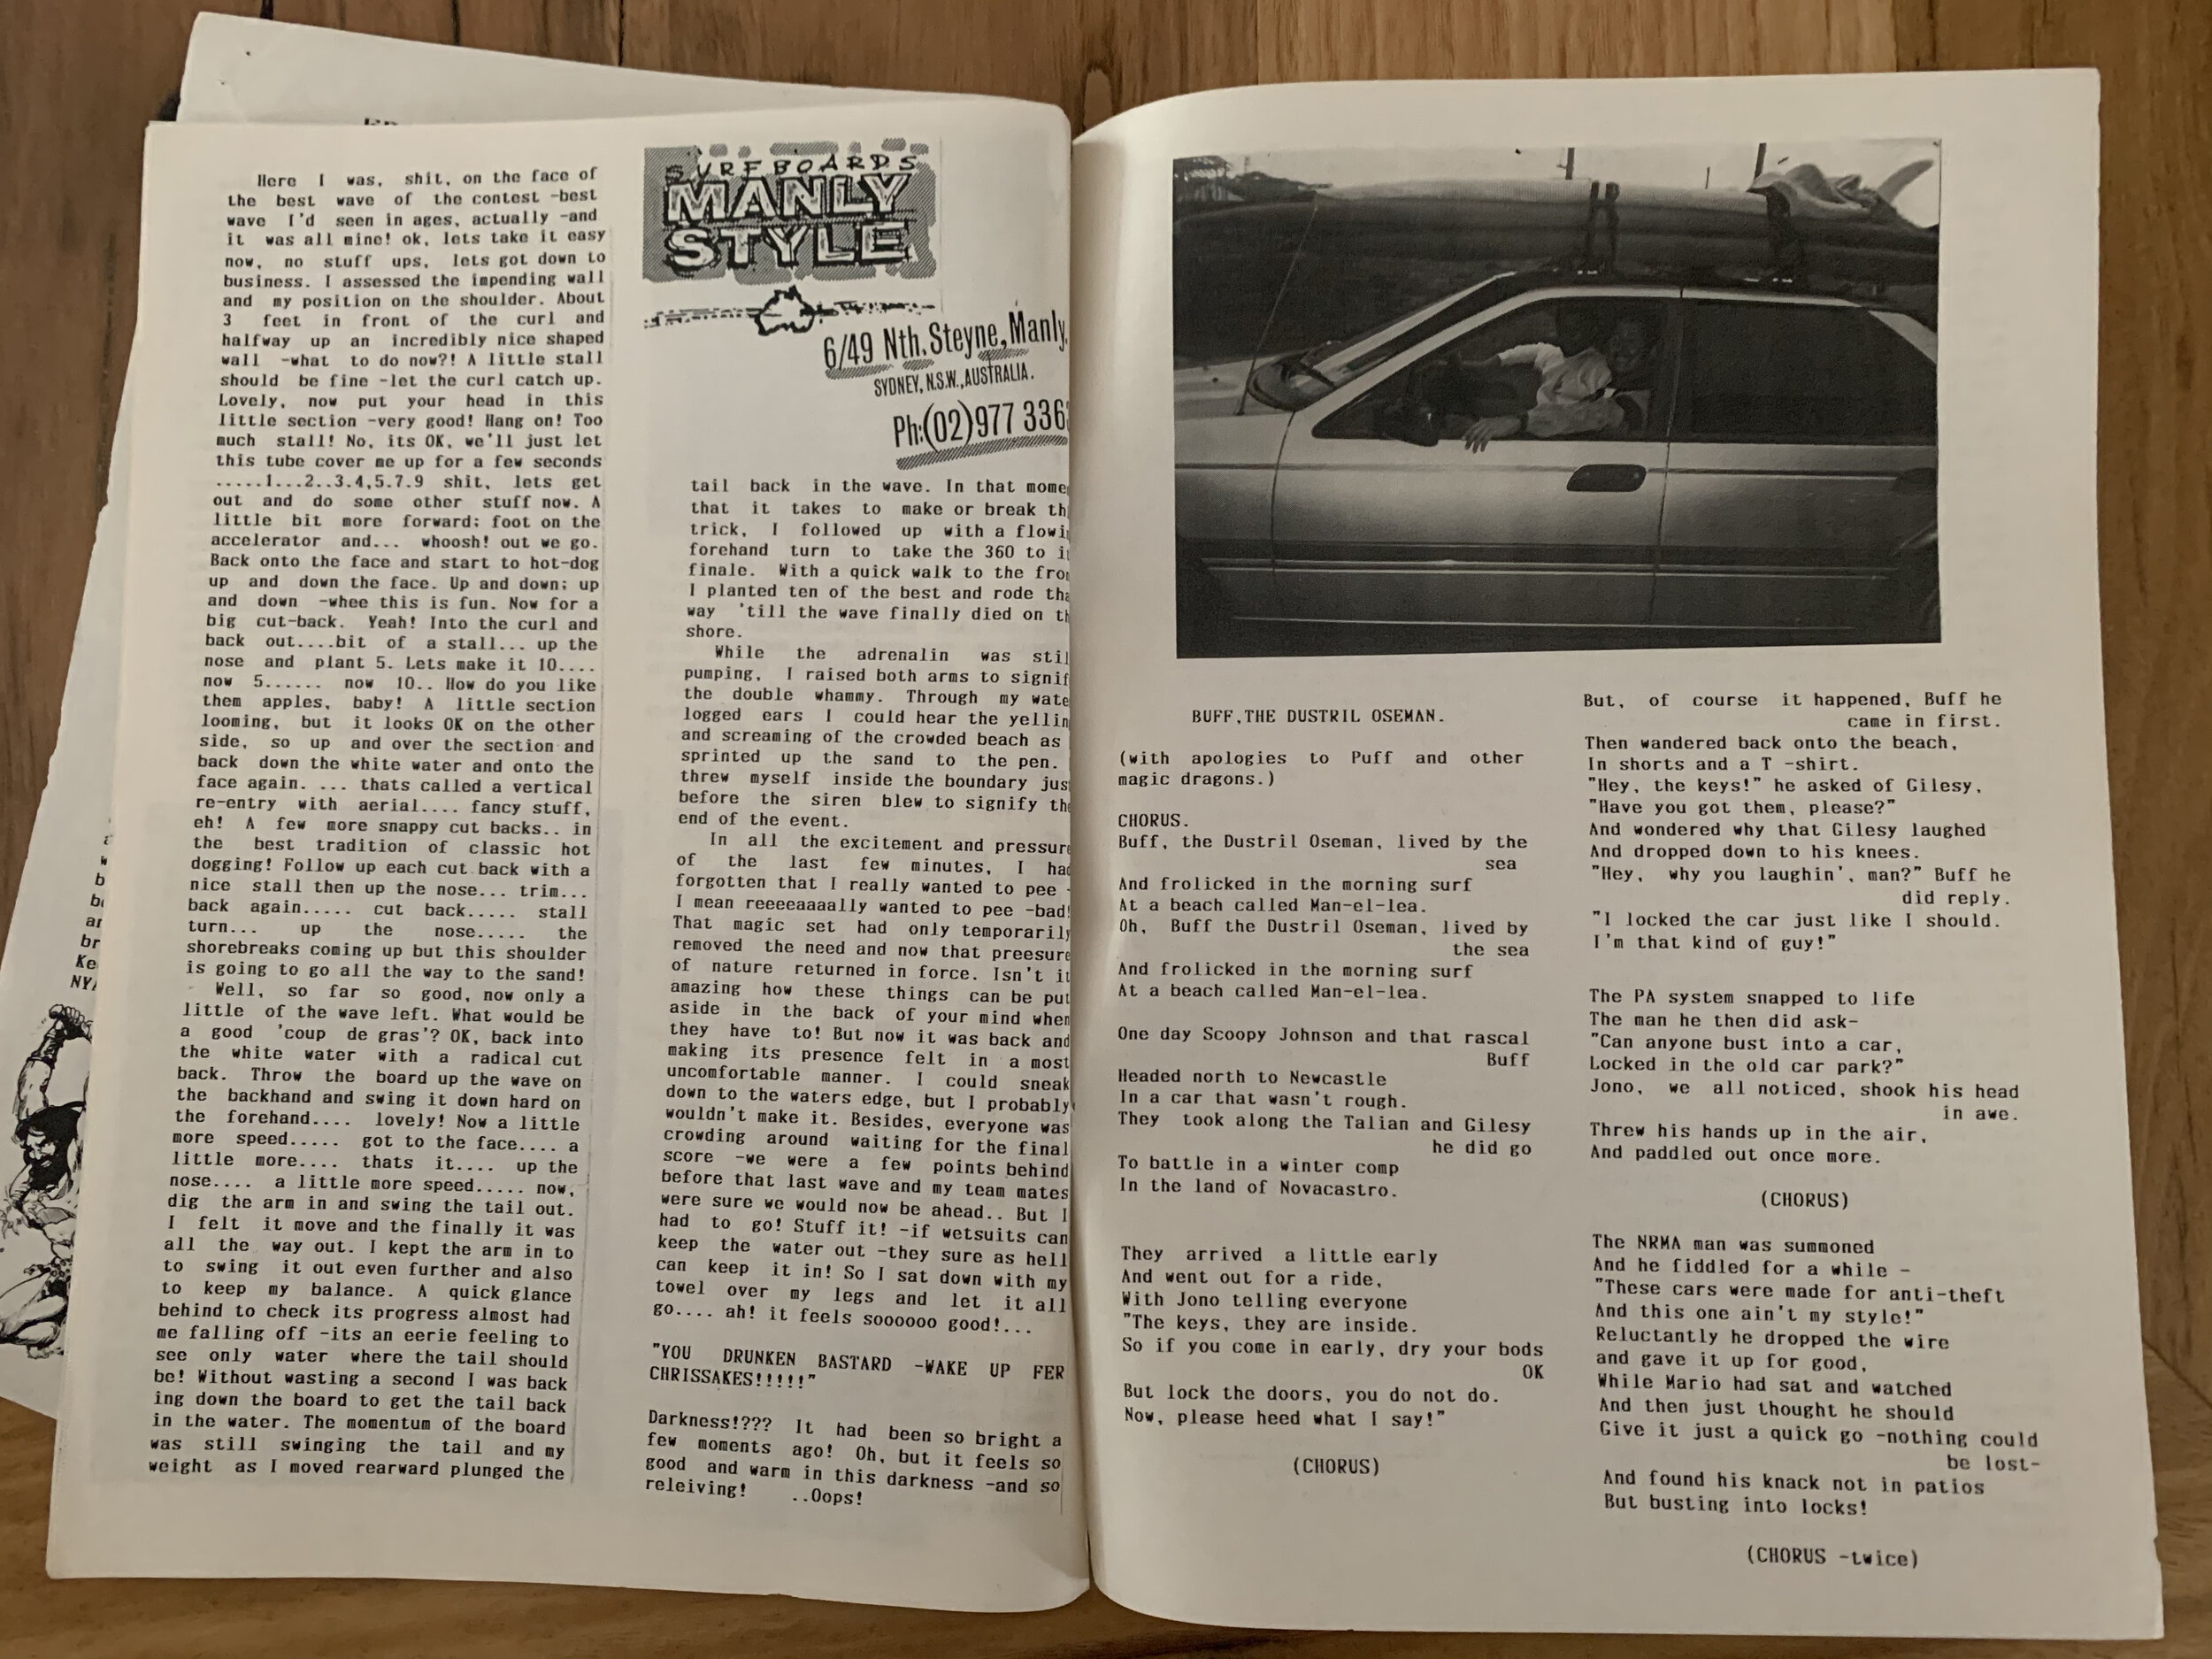 Here I was, shit, on the face of
the best wave of the contest -best
wave I'd seen in ages, actually -and
it was all mine! ok, lets take it easy
now, no stuff ups, lets got down to
business. I assessed the impending wall
and my position on the shoulder. About
3 feet in front of the curl and
halfway up an incredibly nice shaped
wall -what to do now?! A little stall
should be fine -let the curl catch up.
Lovely, now put your head in this
little section -very good! Hang on! Too
much stall! No, its OK, we'll just let
this tube cover me up for a few seconds
.....1...2..3.4,5.7.9 shit, lets get
out and do some other stuff now. A
little bit more forward; foot on the
accelerator and... whoosh! out we go.
Back onto the face and start to hot-dog
up and down the face. Up and down; up
and down -whee this is fun. Now for a
big cut-back. Yeah! Into the curl and
back out....bit of a stall... up the
nose and plant 5. Lets make it 10....
now 5...... now 10.. How do you like
them apples, baby! A little section
looming, but it looks OK on the other
side, so up and over the section and
back down the white water and onto the
face again. ... thats called a vertical
re-entry with aerial.... fancy stuff,
eh! A few more snappy cut backs.. in
the best tradition of classic hot
dogging! Follow up each cut back with a
nice stall then up the nose... trim...
back again..... cut back..... stall
turn... up the nose..... the
shorebreaks coming up but this shoulder
is going to go all the way to the sand!
Well, so far so good, now only a
little of the wave left. What would be
a good 'coup de gras'? OK, back into
the white water with a radical cut
back. Throw the board up the wave on
the backhand and swing it down hard on
the forehand.... lovely! Now a little
more speed..... got to the face.... a
little more.... thats it.... up the
nose.... a little more speed..... now,
dig the arm in and swing the tail out.
I felt it move and the finally it was
all the way out. I kept the arm in to
to swing it out even further and also
to keep my balance. A quick glance
behind to check its progress almost had
me falling off -its an eerie feeling to
see only water where the tail should
be! Without wasting a second I was back
ing down the board to get the tail back
in the water. The momentum of the board
was still swinging the tail and my
weight as I moved rearward plunged the
SURFBOARDS
MANLY
STYLE
6/49 Nth. Steyne, Manly.
SYDNEY, N.S.W., AUSTRALIA.
Ph:(02)977 336
tail back in the wave. In that mome
that it takes to make or break th
trick, I followed up with a flowi
forehand turn to take the 360 to i
finale. With a quick walk to the fro
I planted ten of the best and rode tha
way 'till the wave finally died on th
shore.
While the adrenalin was stil
pumping, I raised both arms to signif
the double whammy. Through my wate
logged ears I could hear the yellin
and screaming of the crowded beach as
sprinted up the sand to the pen.
threw myself inside the boundary jus
before the siren blew to signify th
end of the event.
In all the excitement and pressure
of the last few minutes, I had
forgotten that I really wanted to pee -
I mean reeeeaaaally wanted to pee -bad!
That magic set had only temporarily
removed the need and now that preesure
of nature returned in force. Isn't it
amazing how these things can be put
aside in the back of your mind when
they have to! But now it was back and
making its presence felt in a most
uncomfortable manner. I could sneak
down to the waters edge, but I probably
wouldn't make it. Besides, everyone was
crowding around waiting for the final
score -we were a few points behind
before that last wave and my team mates
were sure we would now be ahead.. But I
had to go! Stuff it! -if wetsuits can
keep the water out -they sure as hell
can keep it in! So I sat down with my
towel over my legs and let it all
go.... ah! it feels soooooo good!...
"YOU DRUNKEN BASTARD -WAKE UP FER
CHRISSAKES!!!!!"
Darkness!??? It had been so bright a
few moments ago! Oh, but it feels so
good and warm in this darkness -and so
releiving! ..Oops!
BUFF,THE DUSTRIL OSEMAN.
(with apologies to Puff and other
magic dragons.)
CHORUS.
Buff, the Dustril Oseman, lived by the
sea
And frolicked in the morning surf
At a beach called Man-el-lea.
Oh, Buff the Dustril Oseman, lived by
the sea
And frolicked in the morning surf
At a beach called Man-el-lea.
One day Scoopy Johnson and that rascal
Buff
Headed north to Newcastle
In a car that wasn't rough.
They took along the Talian and Gilesy
he did go
To battle in a winter comp
In the land of Novacastro.
They arrived a little early
And went out for a ride,
With Jono telling everyone
"The keys, they are inside.
So if you come in early, dry your bods
OK
But lock the doors, you do not do.
Now, please heed what I say!"
(CHORUS)
But, of course it happened, Buff he
came in first.
Then wandered back onto the beach,
In shorts and a T -shirt.
"Hey, the keys!" he asked of Gilesy,
"Have you got them, please?"
And wondered why that Gilesy laughed
And dropped down to his knees.
"Hey, why you laughin', man?" Buff he
did reply.
"I locked the car just like I should.
I'm that kind of guy!"
The PA system snapped to life
The man he then did ask-
"Can anyone bust into a car,
Locked in the old car park?"
Jono, we all noticed, shook his head
in awe.
Threw his hands up in the air,
And paddled out once more.
(CHORUS)
The NRMA man was summoned
And he fiddled for a while -
"These cars were made for anti-theft
And this one ain't my style!"
Reluctantly he dropped the wire
and gave it up for good,
While Mario had sat and watched
And then just thought he should
Give it just a quick go -nothing could
be lost-
And found his knack not in patios
But busting into locks!
(CHORUS -twice)